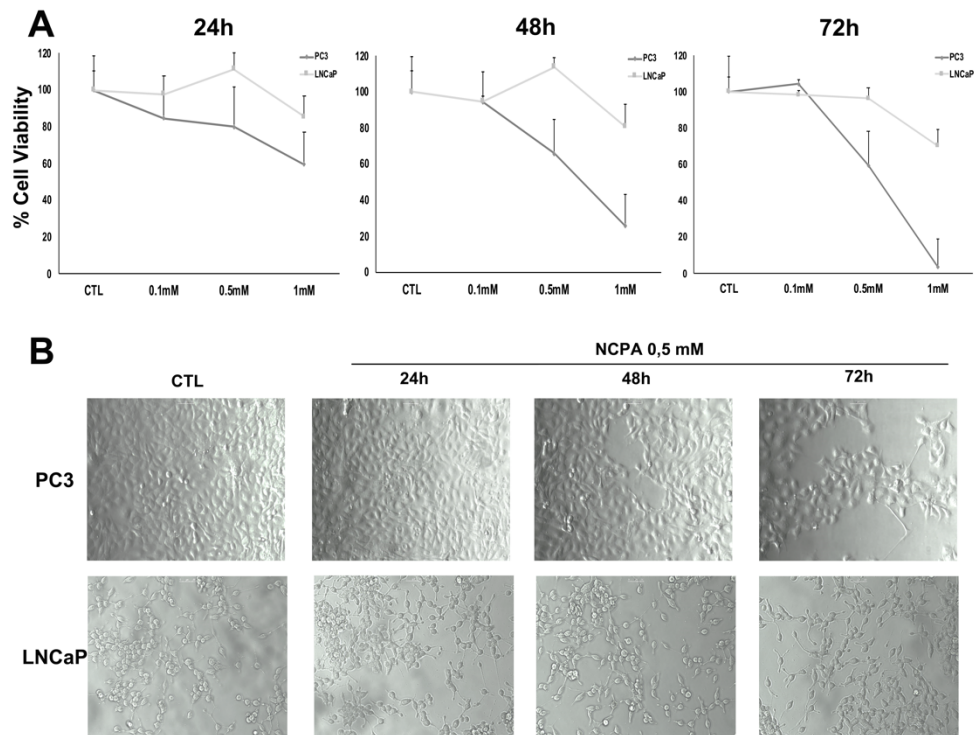 A
24h
48h
72h
% Cell Viability
120
100
80
60
40
20
0
CTL
0.1mM
0.5mM
1mM
PC3
LNCaP
120
100
80
60
40
20
0
CTL
0.1mM
0.5mM
1mM
PC3
LNCaP
120
100
80
60
40
20
0
CTL
0.1mM
0.5mM
1mM
PC3
LNCaP
B
NCPA 0,5 mM
CTL
24h
48h
72h
PC3
LNCaP